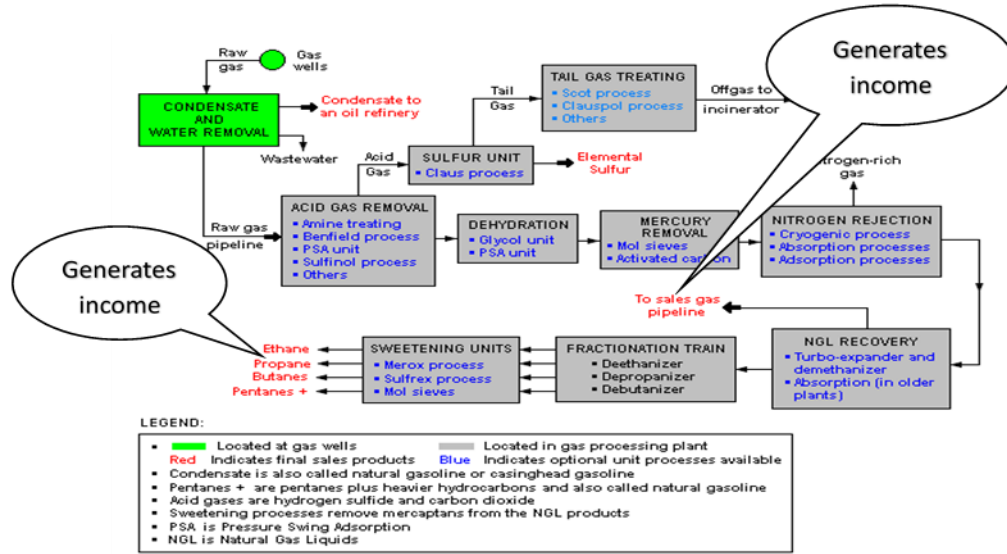 Raw
gas
Gas
wells
CONDENSATE
AND
WATER REMOVAL
Condensate to
an oil refinery
Wastewater
Tail
Gas
TAIL GAS TREATING
▪ Scot process
▪ Clauspol process
▪ Others
Offgas to
incinerator
Generates
income
Acid
Gas
SULFUR UNIT
▪ Claus process
Elemental
Sulfur
gas
Raw gas
pipeline
ACID GAS REMOVAL
▪ Amine treating
▪ Benfield process
▪ PSA unit
▪ Sulfinol process
▪ Others
DEHYDRATION
▪ Glycol unit
▪ PSA unit
MERCURY
REMOVAL
▪ Mol sieves
▪ Activated carbon
NITROGEN REJECTION
▪ Cryogenic process
▪ Absorption processes
▪ Adsorption processes
Generates
income
To sales gas
pipeline
Ethane
Propane
Butanes
Pentanes +
SWEETENING UNITS
▪ Merox process
▪ Sulfrex process
▪ Mol sieves
FRACTIONATION TRAIN
▪ Deethanizer
▪ Depropanizer
▪ Debutanizer
NGL RECOVERY
▪ Turbo-expander and
demethanizer
▪ Absorption (in older
plants)
LEGEND:
▪ Located at gas wells Located in gas processing plant
Red Indicates final sales products Blue Indicates optional unit processes available
▪ Condensate is also called natural gasoline or casinghead gasoline
▪ Pentanes + are pentanes plus heavier hydrocarbons and also called natural gasoline
▪ Acid gases are hydrogen sulfide and carbon dioxide
▪ Sweetening processes remove mercaptans from the NGL products
▪ PSA is Pressure Swing Adsorption
▪ NGL is Natural Gas Liquids